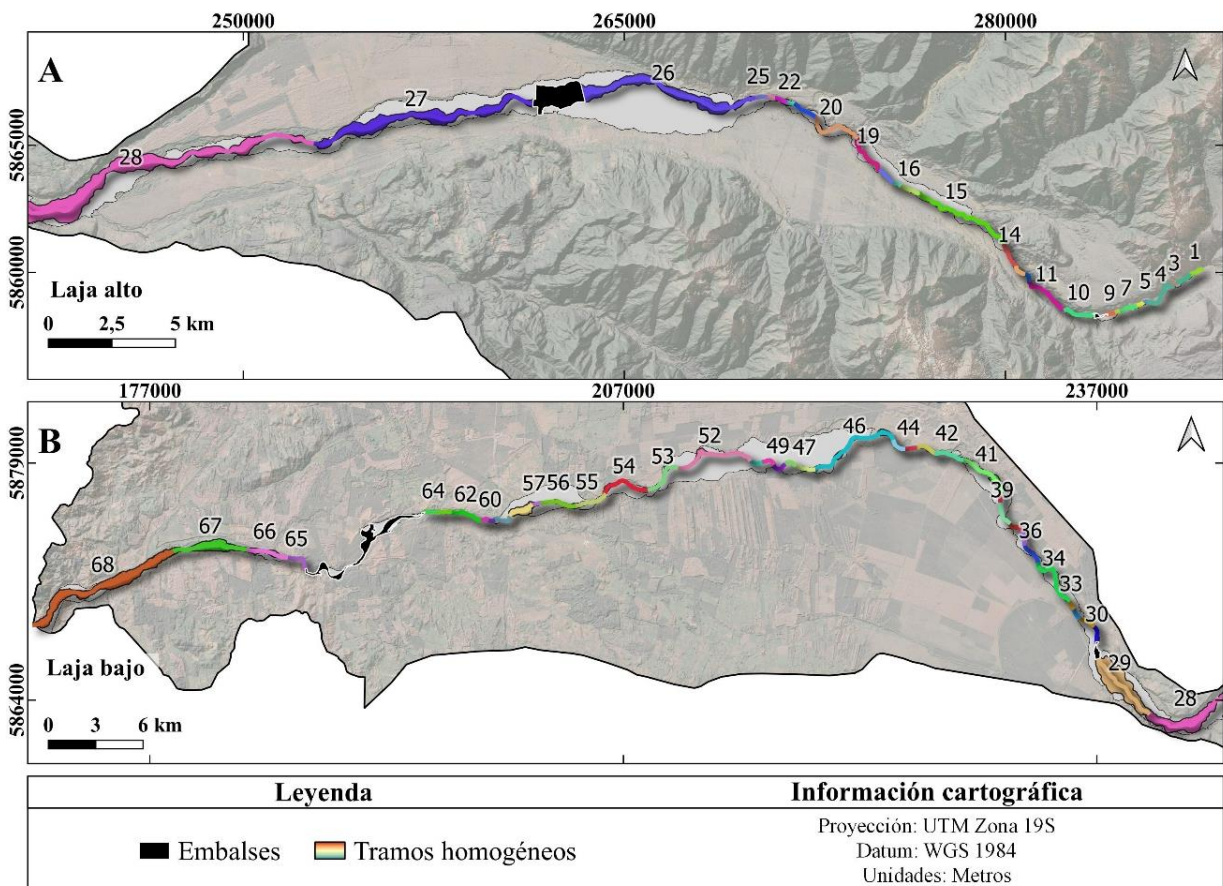 250000 265000 280000
A
26
25 22
20
27
19
16
15
28
14
11
10 9 7 5 4 3 1
5865000
5860000
Laja alto
0 2,5 5 km
177000 207000 237000
B
52 49 47 46 44 42
41
53
54
55
57 56
64 62 60
39
36
34
33
30
29
28
67 66 65
68
5879000
5864000
Laja bajo
0 3 6 km
Leyenda
Información cartográfica
Embalses Tramos homogéneos
Proyección: UTM Zona 19S
Datum: WGS 1984
Unidades: Metros